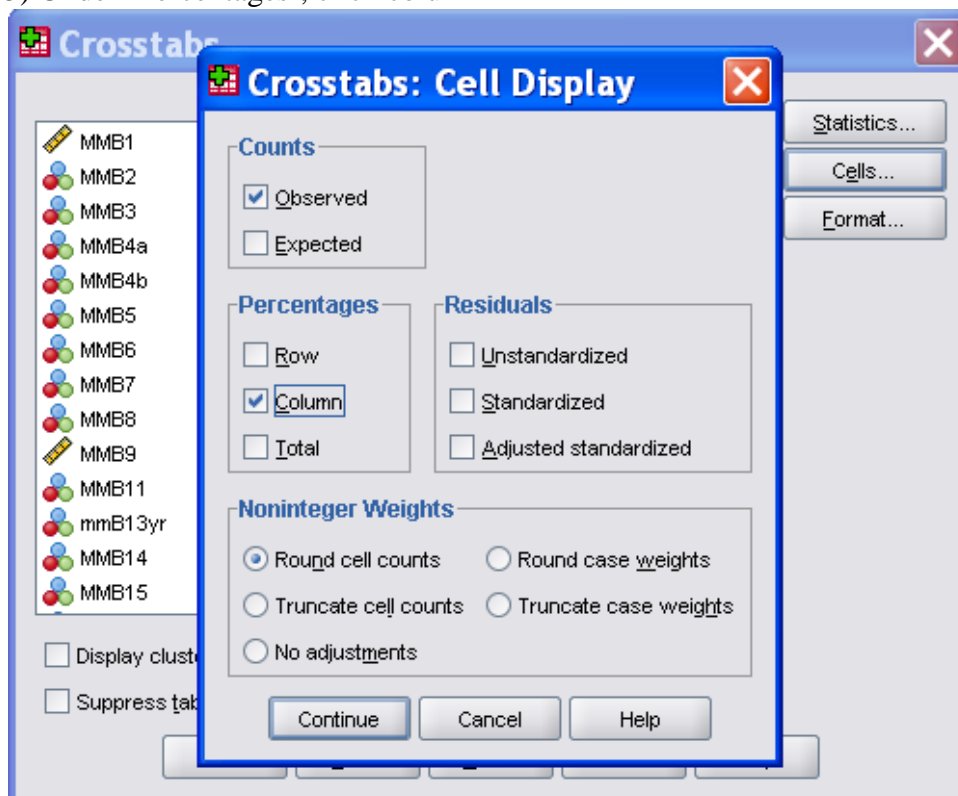 Crosstabs
Crosstabs: Cell Display
Statistics...
Cells...
Format...
MMB1
MMB2
MMB3
MMB4a
MMB4b
MMB5
MMB6
MMB7
MMB8
MMB9
MMB11
mmB13yr
MMB14
MMB15
Counts
Observed
Expected
Percentages
Row
Column
Total
Residuals
Unstandardized
Standardized
Adjusted standardized
Noninteger Weights
Round cell counts
Round case weights
Truncate cell counts
Truncate case weights
No adjustments
Display
Suppress
Continue
Cancel
Help